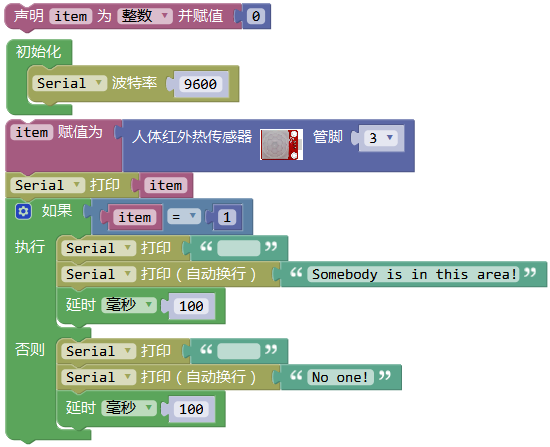 声明 item 为 整数 并赋值 0
初始化
Serial 波特率 9600
item 赋值为 人体红外热传感器 管脚 3
Serial 打印 item
如果 item = 1
执行 Serial 打印 “ ”
Serial 打印（自动换行） “ Somebody is in this area! ”
延时 毫秒 100
否则 Serial 打印 “ ”
Serial 打印（自动换行） “ No one! ”
延时 毫秒 100